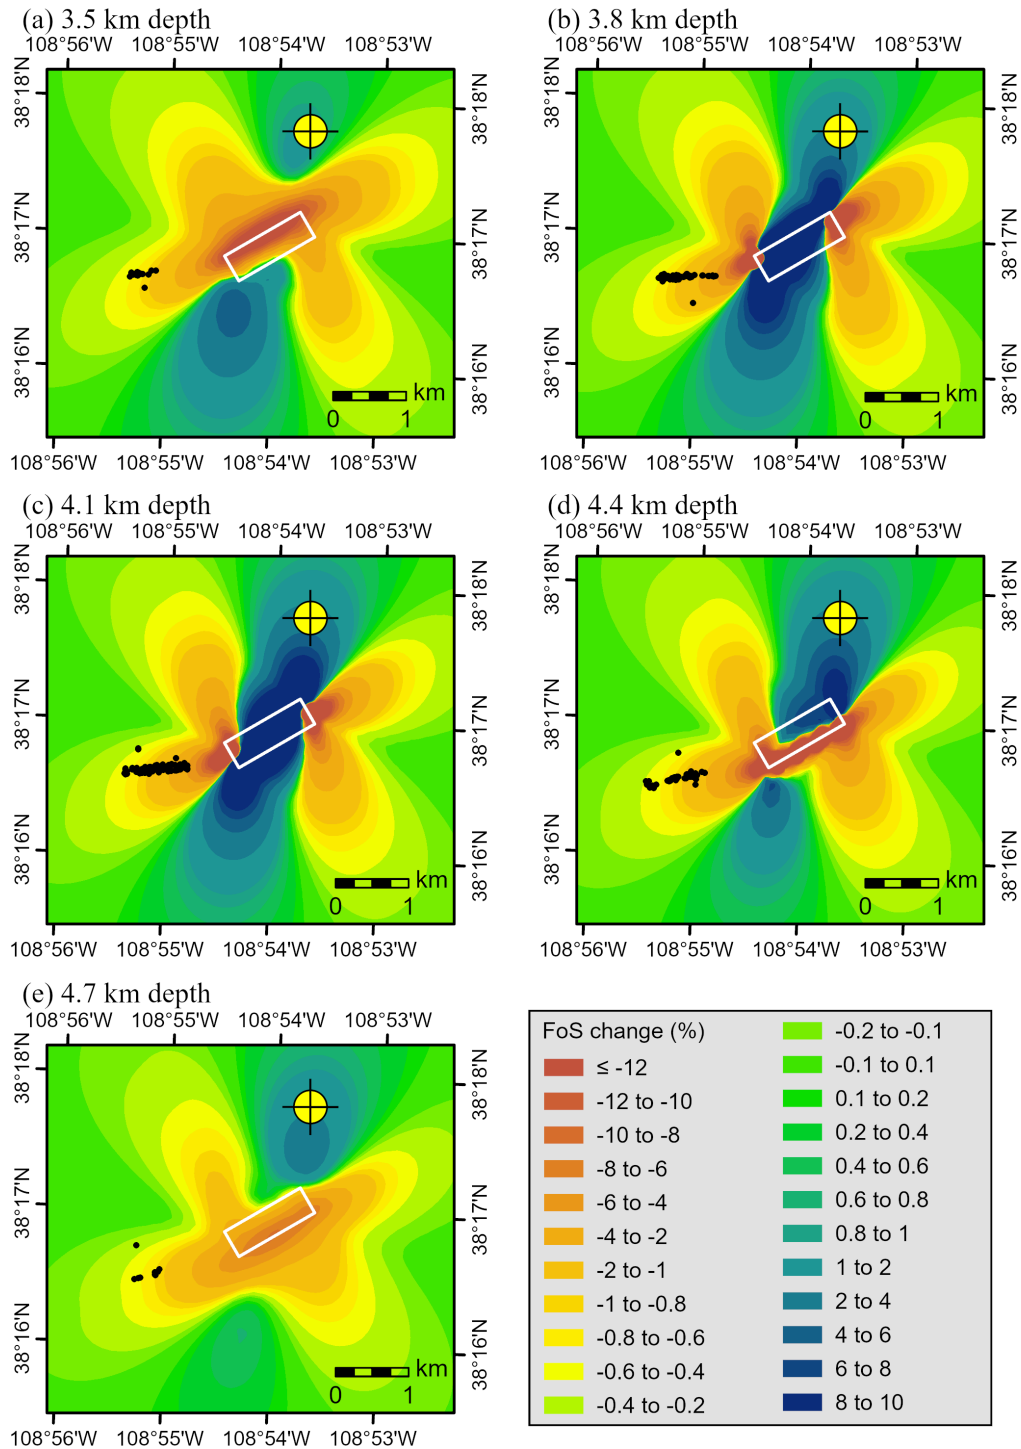 (a) 3.5 km depth
108°56'W 108°55'W 108°54'W 108°53'W
38°18'N 38°17'N 38°16'N
38°18'N 38°17'N 38°16'N
km
0 1
108°56'W 108°55'W 108°54'W 108°53'W
(b) 3.8 km depth
108°56'W 108°55'W 108°54'W 108°53'W
38°18'N 38°17'N 38°16'N
38°18'N 38°17'N 38°16'N
km
0 1
108°56'W 108°55'W 108°54'W 108°53'W
(c) 4.1 km depth
108°56'W 108°55'W 108°54'W 108°53'W
38°18'N 38°17'N 38°16'N
38°18'N 38°17'N 38°16'N
km
0 1
108°56'W 108°55'W 108°54'W 108°53'W
(d) 4.4 km depth
108°56'W 108°55'W 108°54'W 108°53'W
38°18'N 38°17'N 38°16'N
38°18'N 38°17'N 38°16'N
km
0 1
108°56'W 108°55'W 108°54'W 108°53'W
(e) 4.7 km depth
108°56'W 108°55'W 108°54'W 108°53'W
38°18'N 38°17'N 38°16'N
38°18'N 38°17'N 38°16'N
km
0 1
108°56'W 108°55'W 108°54'W 108°53'W
FoS change (%)
≤ -12
-12 to -10
-10 to -8
-8 to -6
-6 to -4
-4 to -2
-2 to -1
-1 to -0.8
-0.8 to -0.6
-0.6 to -0.4
-0.4 to -0.2
-0.2 to -0.1
-0.1 to 0.1
0.1 to 0.2
0.2 to 0.4
0.4 to 0.6
0.6 to 0.8
0.8 to 1
1 to 2
2 to 4
4 to 6
6 to 8
8 to 10